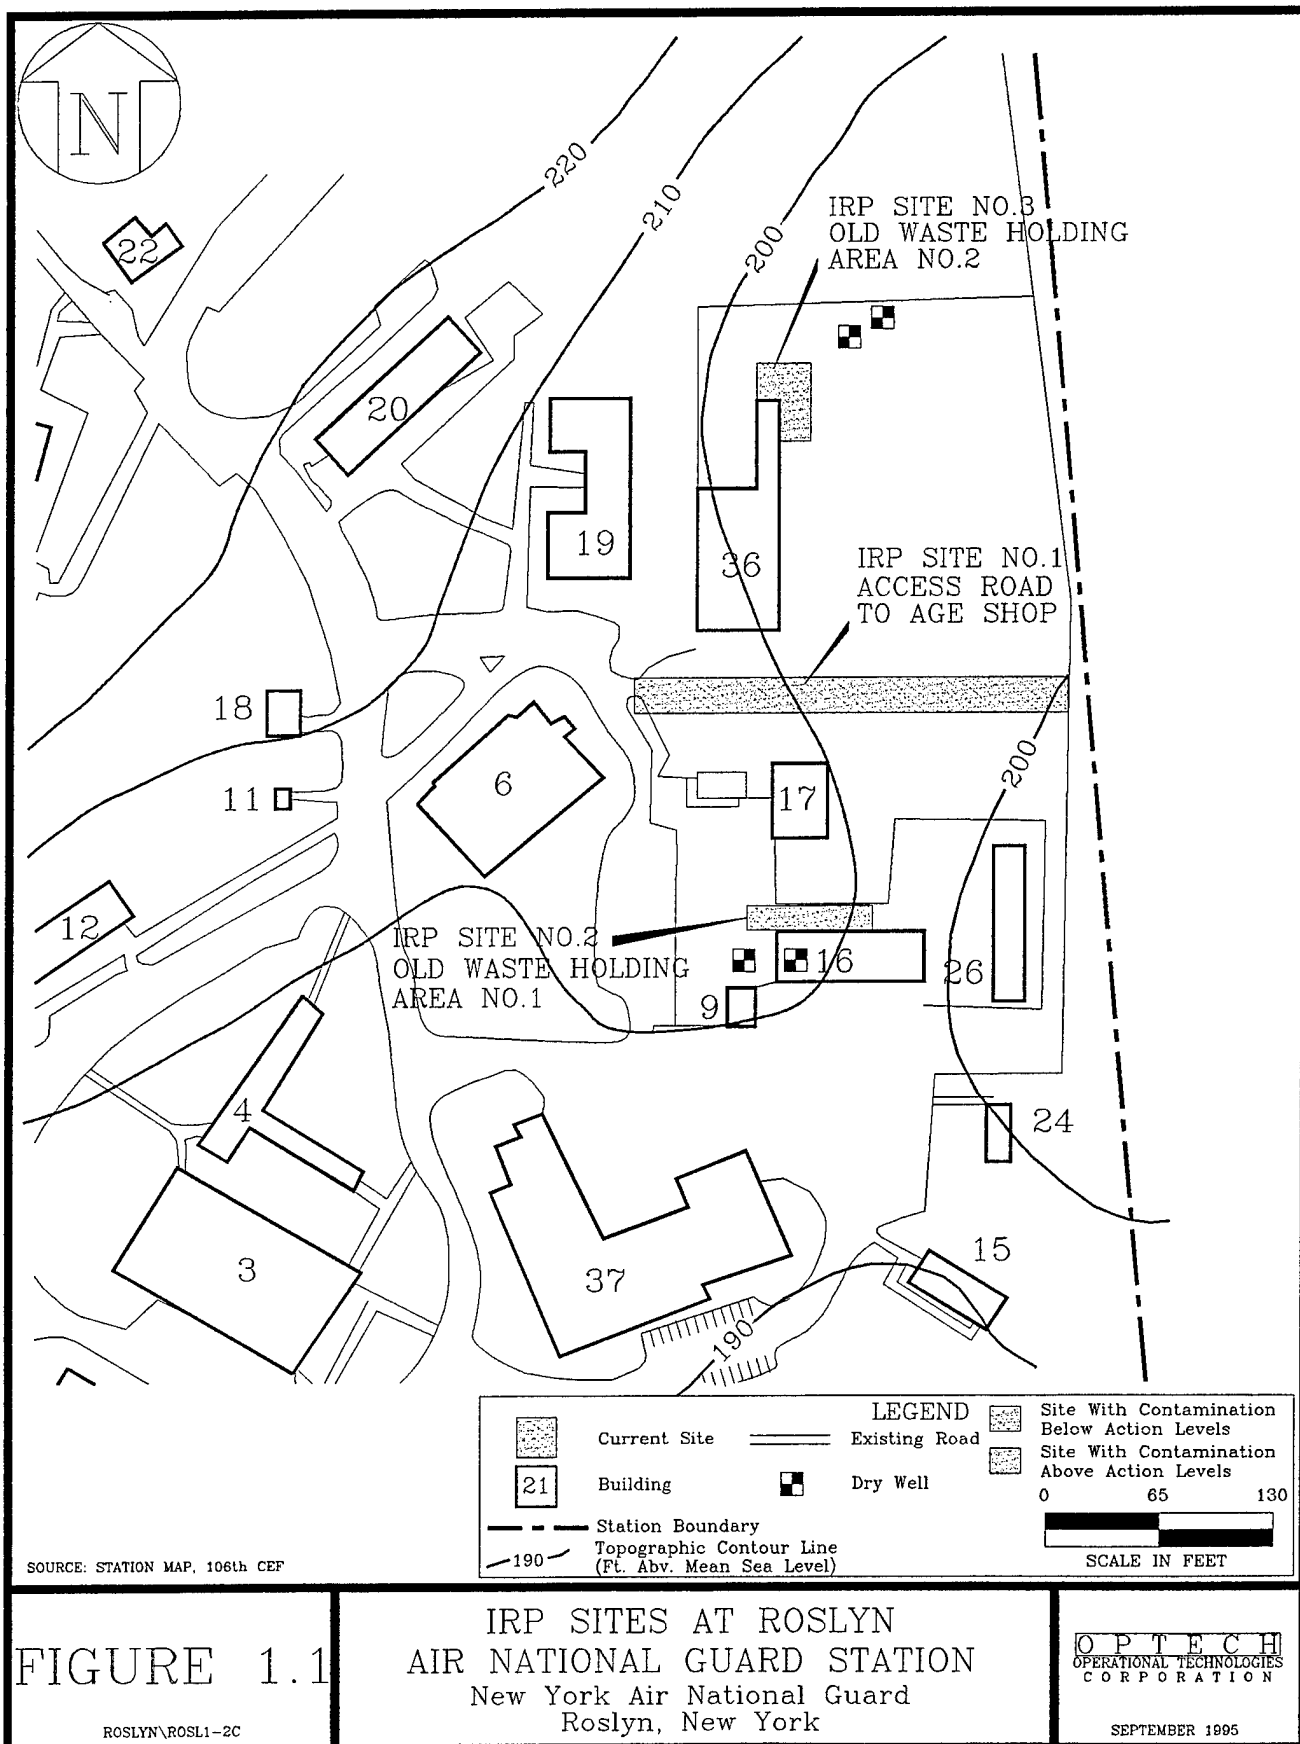 N
220
210
200
IRP SITE NO.3
OLD WASTE HOLDING
AREA NO.2
22
20
19
36
IRP SITE NO.1
ACCESS ROAD
TO AGE SHOP
18
11
6
17
200
12
IRP SITE NO.2
OLD WASTE HOLDING
AREA NO.1
16
26
9
4
24
3
37
15
190
LEGEND
Current Site
Existing Road
Site With Contamination
Below Action Levels
21
Building
Dry Well
Site With Contamination
Above Action Levels
Station Boundary
190
Topographic Contour Line
(Ft. Abv. Mean Sea Level)
0 65 130
SCALE IN FEET
SOURCE: STATION MAP, 106th CEF
FIGURE 1.1
ROSLYN\ROSL1-2C
IRP SITES AT ROSLYN
AIR NATIONAL GUARD STATION
New York Air National Guard
Roslyn, New York
OPTECH
OPERATIONAL TECHNOLOGIES
CORPORATION
SEPTEMBER 1995